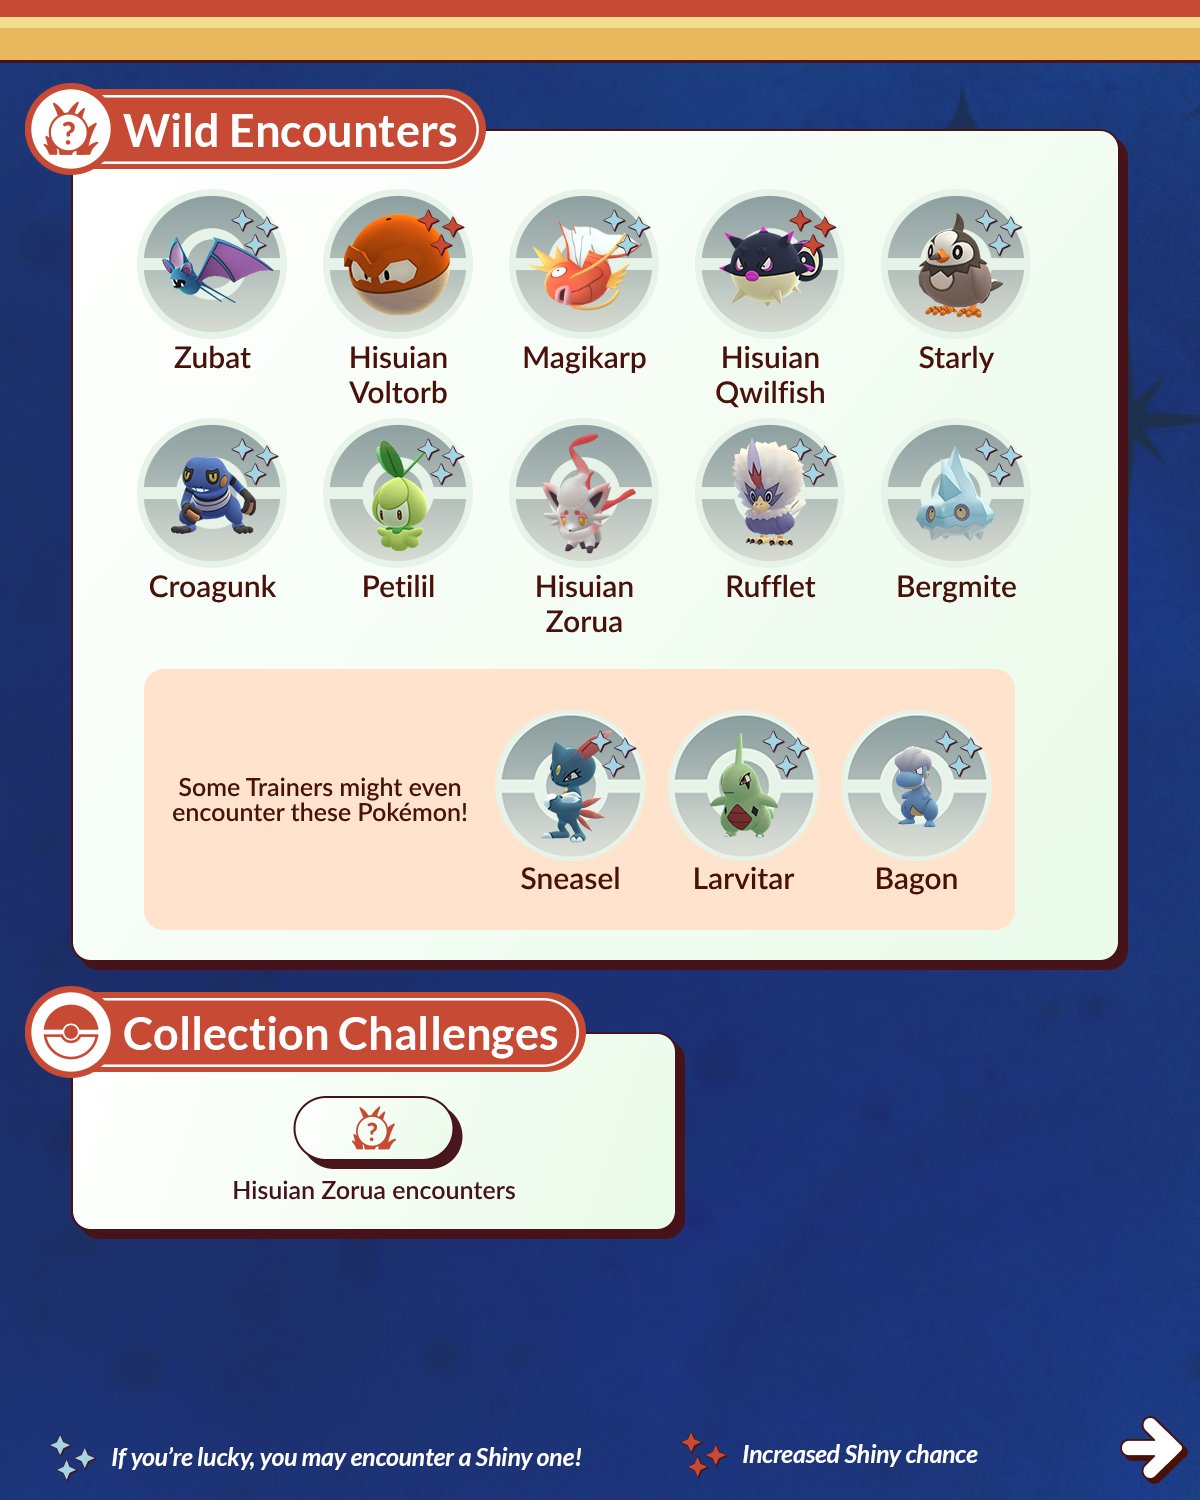 Wild Encounters
Zubat
Hisuian
Voltorb
Magikarp
Hisuian
Qwilfish
Starly
Croagunk
Petilil
Hisuian
Zorua
Rufflet
Bergmite
Some Trainers might even
encounter these Pokémon!
Sneasel
Larvitar
Bagon
Collection Challenges
Hisuian Zorua encounters
If you're lucky, you may encounter a Shiny one!
Increased Shiny chance